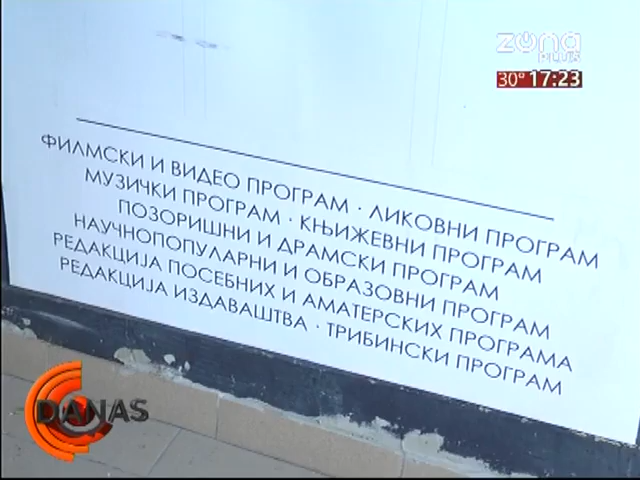 zona
PLUS
30° 17:23
ФИЛМСКИ И ВИДЕО ПРОГРАМ · ЛИКОВНИ ПРОГРАМ
МУЗИЧКИ ПРОГРАМ · КЊИЖЕВНИ ПРОГРАМ
ПОЗОРИШНИ И ДРАМСКИ ПРОГРАМ
НАУЧНОПОПУЛАРНИ И ОБРАЗОВНИ ПРОГРАМ
РЕДАКЦИЈА ПОСЕБНИХ И АМАТЕРСКИХ ПРОГРАМА
РЕДАКЦИЈА ИЗДАВАШТВА · ТРИБИНСКИ ПРОГРАМ
DANAS